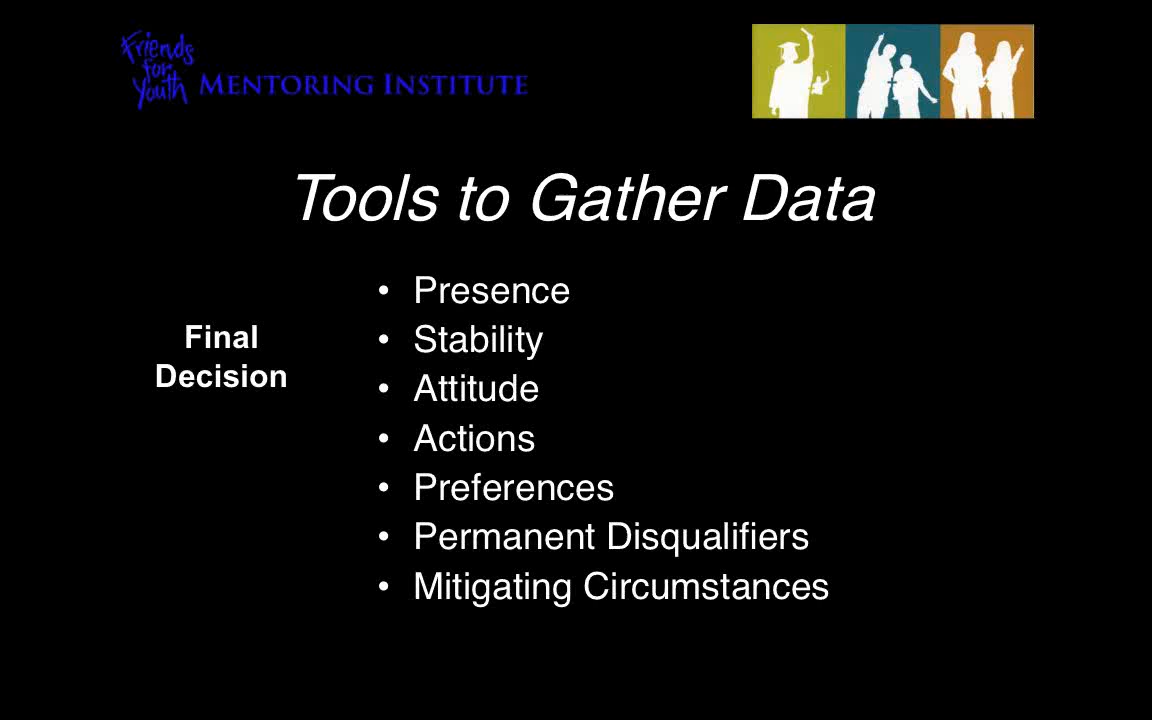 Friends
for
Youth
MENTORING INSTITUTE
Tools to Gather Data
Final
Decision
• Presence
• Stability
• Attitude
• Actions
• Preferences
• Permanent Disqualifiers
• Mitigating Circumstances